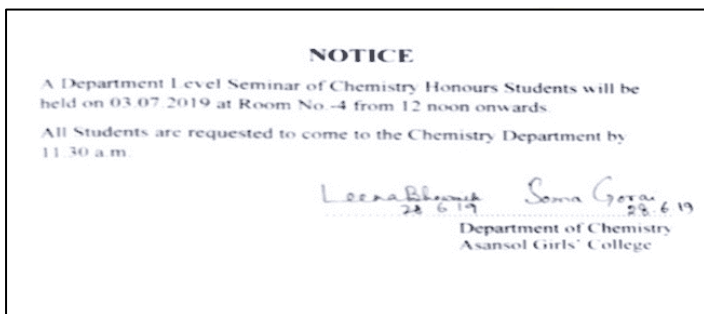 NOTICE
A Department Level Seminar of Chemistry Honours Students will be
held on 03.07.2019 at Room No.-4 from 12 noon onwards.
All Students are requested to come to the Chemistry Department by
11.30 a.m.
Leena Bhowmik Soma Gorai
28.6.19 28.6.19
Department of Chemistry
Asansol Girls' College